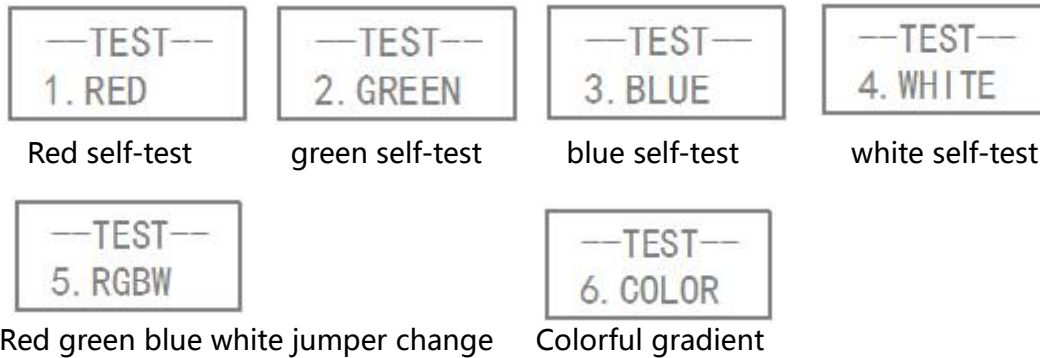 --TEST--
1. RED
--TEST--
2. GREEN
--TEST--
3. BLUE
--TEST--
4. WHITE
Red self-test
green self-test
blue self-test
white self-test
--TEST--
5. RGBW
--TEST--
6. COLOR
Red green blue white jumper change
Colorful gradient